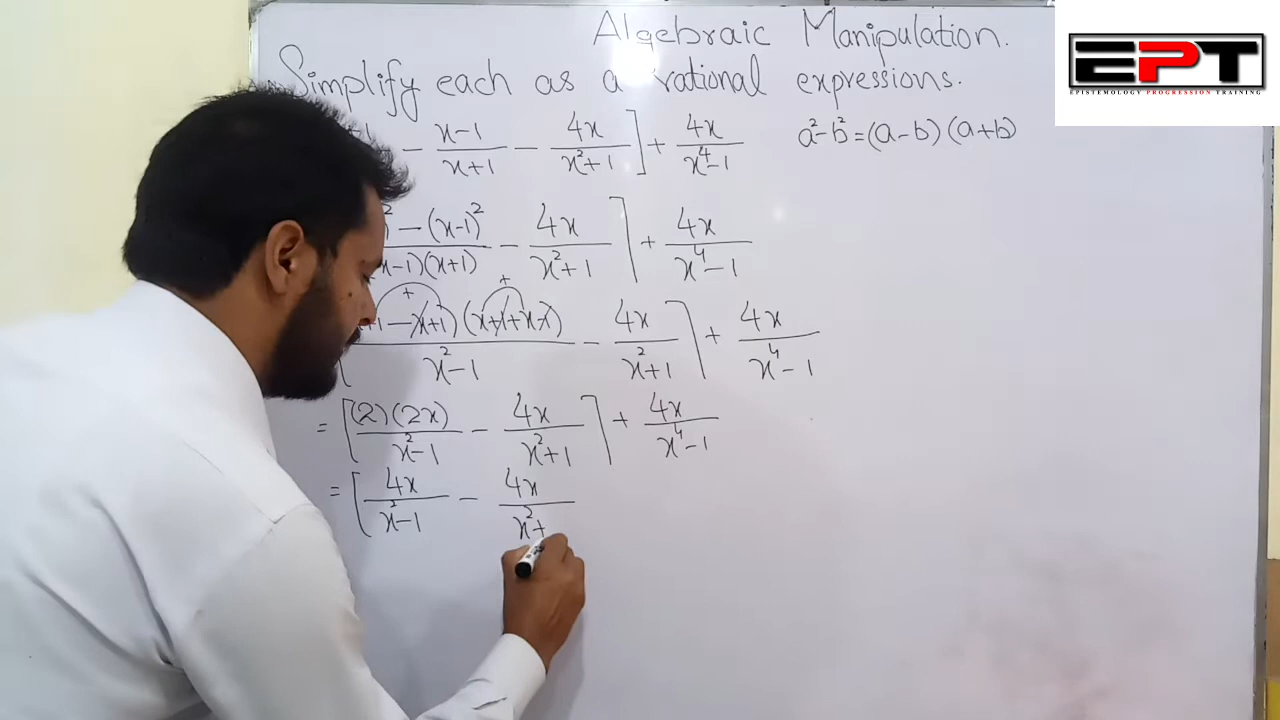 Algebraic Manipulation.
EPT
EPISTEMOLOGY PROGRESSION TRAINING
Simplify each as a rational expressions.
- x-1/x+1 - 4x/x²+1 ] + 4x/x⁴-1
a²-b²=(a-b)(a+b)
² - (x-1)²/x-1)(x+1) - 4x/x²+1 ] + 4x/x⁴-1
+ +
1 - x+1)(x+1+x-1)/x²-1 - 4x/x²+1 ] + 4x/x⁴-1
= [ (2)(2x)/x²-1 - 4x/x²+1 ] + 4x/x⁴-1
= [ 4x/x²-1 - 4x/x²+